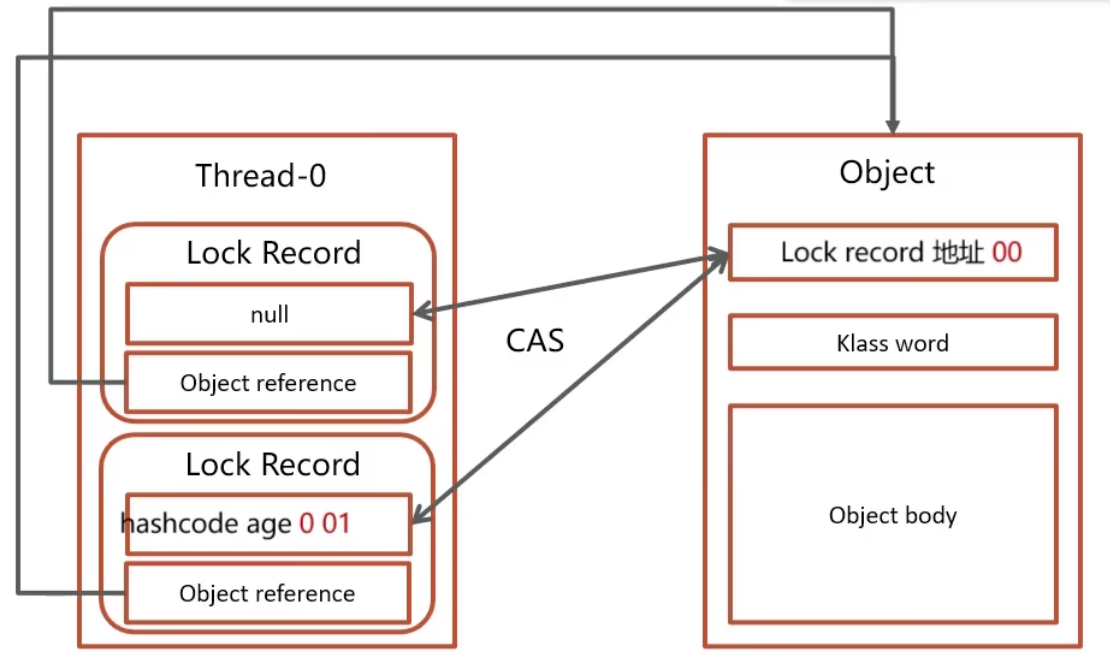 Thread-0
Lock Record
null
Object reference
Lock Record
hashcode age 0 01
Object reference
CAS
Object
Lock record 地址 00
Klass word
Object body